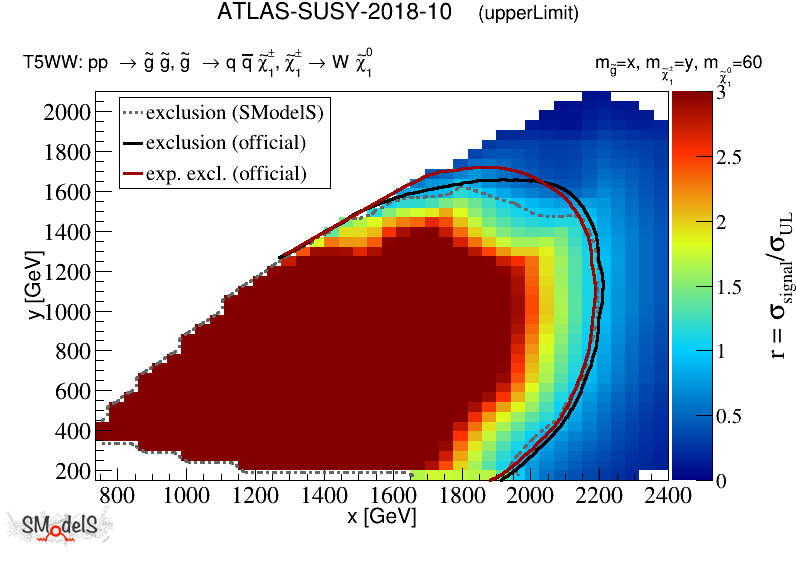 ATLAS-SUSY-2018-10 (upperLimit)
T5WW: pp → g̃ g̃, g̃ → q q̅ χ̃₁±, χ̃₁± → W χ̃₁⁰
m_g̃=x, m_χ̃₁±=y, m_χ̃₁⁰=60
exclusion (SModelS)
exclusion (official)
exp. excl. (official)
2000
1800
1600
1400
1200
1000
800
600
400
200
y [GeV]
800 1000 1200 1400 1600 1800 2000 2200 2400
x [GeV]
3
2.5
2
1.5
1
0.5
0
r = σsignal/σUL
SModelS